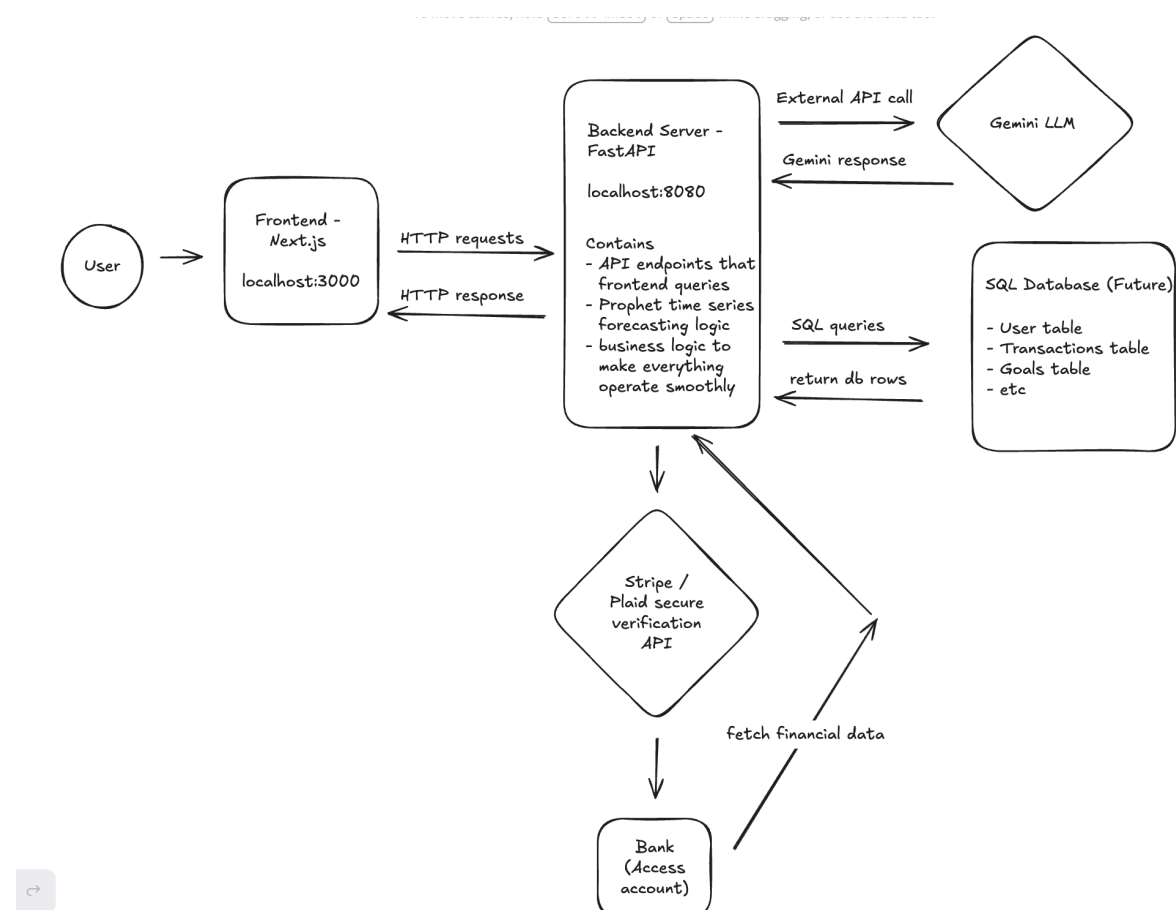 User
Frontend -
Next.js
localhost:3000
HTTP requests
HTTP response
Backend Server -
FastAPI
localhost:8080
Contains
- API endpoints that
frontend queries
- Prophet time series
forecasting logic
- business logic to
make everything
operate smoothly
External API call
Gemini response
Gemini LLM
SQL queries
return db rows
SQL Database (Future)
- User table
- Transactions table
- Goals table
- etc
Stripe /
Plaid secure
verification
API
fetch financial data
Bank
(Access
account)